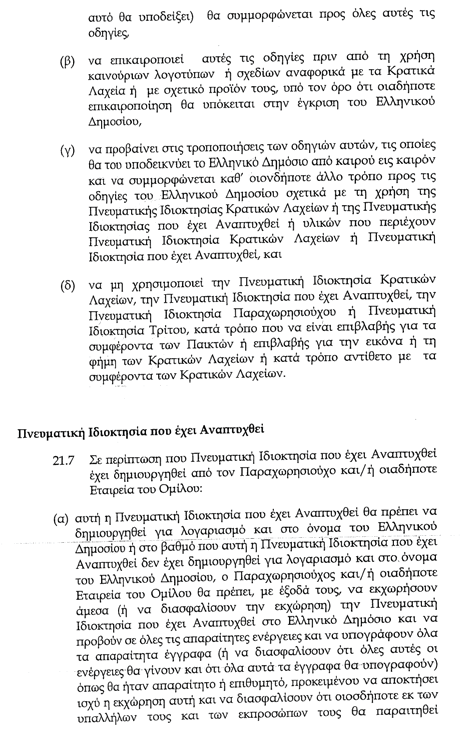 αυτό θα υποδείξει) θα συμμορφώνεται προς όλες αυτές τις
οδηγίες,
(β) να επικαιροποιεί αυτές τις οδηγίες πριν από τη χρήση
καινούριων λογοτύπων ή σχεδίων αναφορικά με τα Κρατικά
Λαχεία ή με σχετικό προϊόν τους, υπό τον όρο ότι οιαδήποτε
επικαιροποίηση θα υπόκειται στην έγκριση του Ελληνικού
Δημοσίου,
(γ) να προβαίνει στις τροποποιήσεις των οδηγιών αυτών, τις οποίες
θα του υποδεικνύει το Ελληνικό Δημόσιο από καιρού εις καιρόν
και να συμμορφώνεται καθ’ οιονδήποτε άλλο τρόπο προς τις
οδηγίες του Ελληνικού Δημοσίου σχετικά με τη χρήση της
Πνευματικής Ιδιοκτησίας Κρατικών Λαχείων ή της Πνευματικής
Ιδιοκτησίας που έχει Αναπτυχθεί ή υλικών που περιέχουν
Πνευματική Ιδιοκτησία Κρατικών Λαχείων ή Πνευματική
Ιδιοκτησία που έχει Αναπτυχθεί, και
(δ) να μη χρησιμοποιεί την Πνευματική Ιδιοκτησία Κρατικών
Λαχείων, την Πνευματική Ιδιοκτησία που έχει Αναπτυχθεί, την
Πνευματική Ιδιοκτησία Παραχωρησιούχου ή Πνευματική
Ιδιοκτησία Τρίτου, κατά τρόπο που να είναι επιβλαβής για τα
συμφέροντα των Παικτών ή επιβλαβής για την εικόνα ή τη
φήμη των Κρατικών Λαχείων ή κατά τρόπο αντίθετο με τα
συμφέροντα των Κρατικών Λαχείων.
Πνευματική Ιδιοκτησία που έχει Αναπτυχθεί
21.7 Σε περίπτωση που Πνευματική Ιδιοκτησία που έχει Αναπτυχθεί
έχει δημιουργηθεί από τον Παραχωρησιούχο και/ή οιαδήποτε
Εταιρεία του Ομίλου:
(α) αυτή η Πνευματική Ιδιοκτησία που έχει Αναπτυχθεί θα πρέπει να
δημιουργηθεί για λογαριασμό και στο όνομα του Ελληνικού
Δημοσίου ή στο βαθμό που αυτή η Πνευματική Ιδιοκτησία που έχει
Αναπτυχθεί δεν έχει δημιουργηθεί για λογαριασμό και στο όνομα
του Ελληνικού Δημοσίου, ο Παραχωρησιούχος και/ή οιαδήποτε
Εταιρεία του Ομίλου θα πρέπει, με έξοδά τους, να εκχωρήσουν
άμεσα (ή να διασφαλίσουν την εκχώρηση) την Πνευματική
Ιδιοκτησία που έχει Αναπτυχθεί στο Ελληνικό Δημόσιο και να
προβούν σε όλες τις απαραίτητες ενέργειες και να υπογράφουν όλα
τα απαραίτητα έγγραφα (ή να διασφαλίσουν ότι όλες αυτές οι
ενέργειες θα γίνουν και ότι όλα αυτά τα έγγραφα θα υπογραφούν)
όπως θα ήταν απαραίτητο ή επιθυμητό, προκειμένου να αποκτήσει
ισχύ η εκχώρηση αυτή και να διασφαλίσουν ότι οιοσδήποτε εκ των
υπαλλήλων τους και των εκπροσώπων τους θα παραιτηθεί